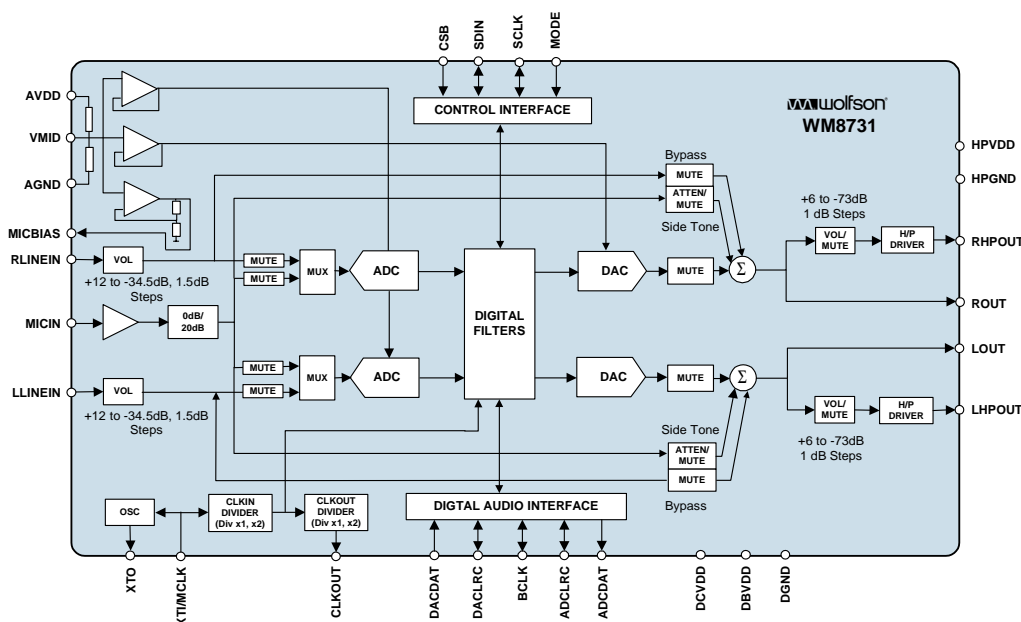 CSB
SDIN
SCLK
MODE
AVDD
VMID
AGND
MICBIAS
RLINEIN
MICIN
LLINEIN
CONTROL INTERFACE
wolfson
WM8731
HPVDD
HPGND
RHPOUT
ROUT
LOUT
LHPOUT
Bypass
MUTE
ATTEN/
MUTE
Side Tone
+6 to -73dB
1 dB Steps
VOL/
MUTE
H/P
DRIVER
VOL
+12 to -34.5dB, 1.5dB
Steps
MUTE
MUTE
MUX
ADC
DIGITAL
FILTERS
DAC
MUTE
Σ
0dB/
20dB
VOL
+12 to -34.5dB, 1.5dB
Steps
MUTE
MUTE
MUX
ADC
DAC
MUTE
Σ
VOL/
MUTE
H/P
DRIVER
+6 to -73dB
1 dB Steps
Side Tone
ATTEN/
MUTE
MUTE
Bypass
OSC
CLKIN
DIVIDER
(Div x1, x2)
CLKOUT
DIVIDER
(Div x1, x2)
DIGTAL AUDIO INTERFACE
XTO
XTI/MCLK
CLKOUT
DACDAT
DACLRC
BCLK
ADCLRC
ADCDAT
DCVDD
DBVDD
DGND